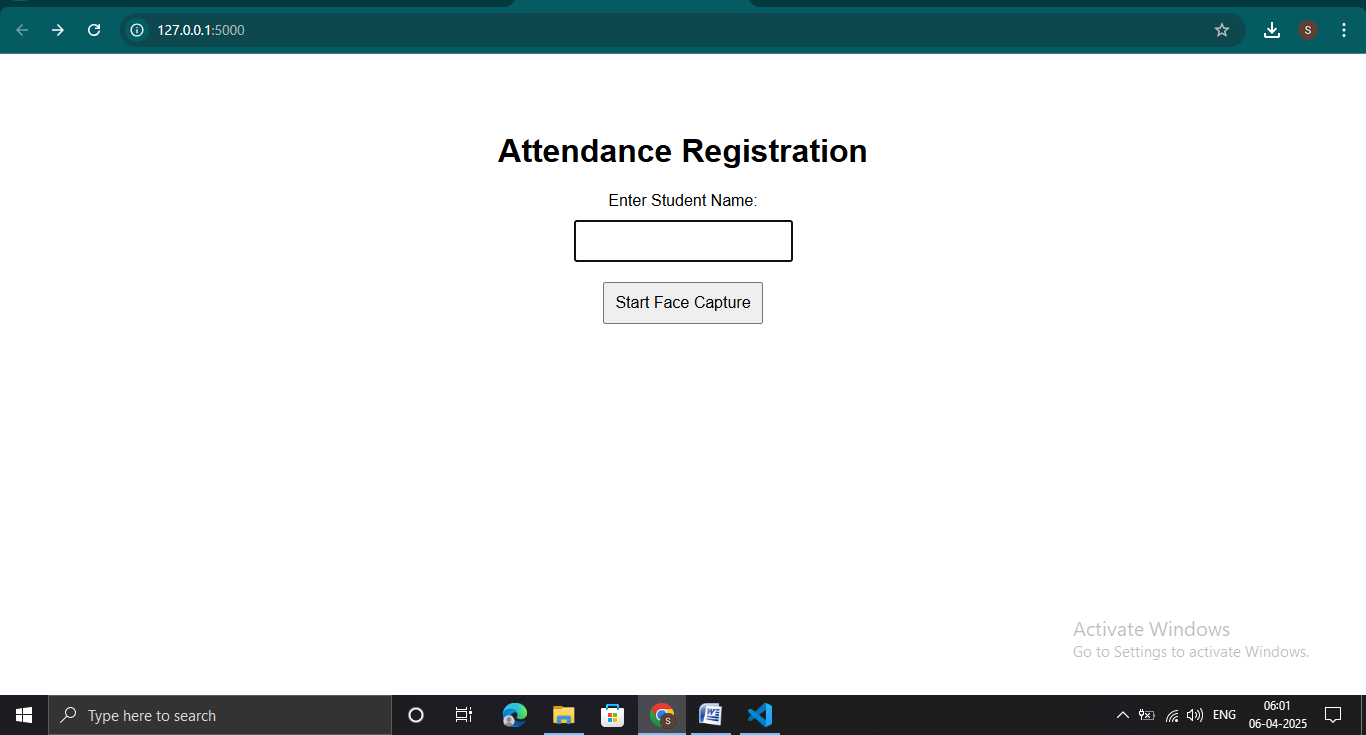 127.0.0.1:5000
S
Attendance Registration
Enter Student Name:
Start Face Capture
Activate Windows
Go to Settings to activate Windows.
Type here to search
S
W
ENG
06:01
06-04-2025